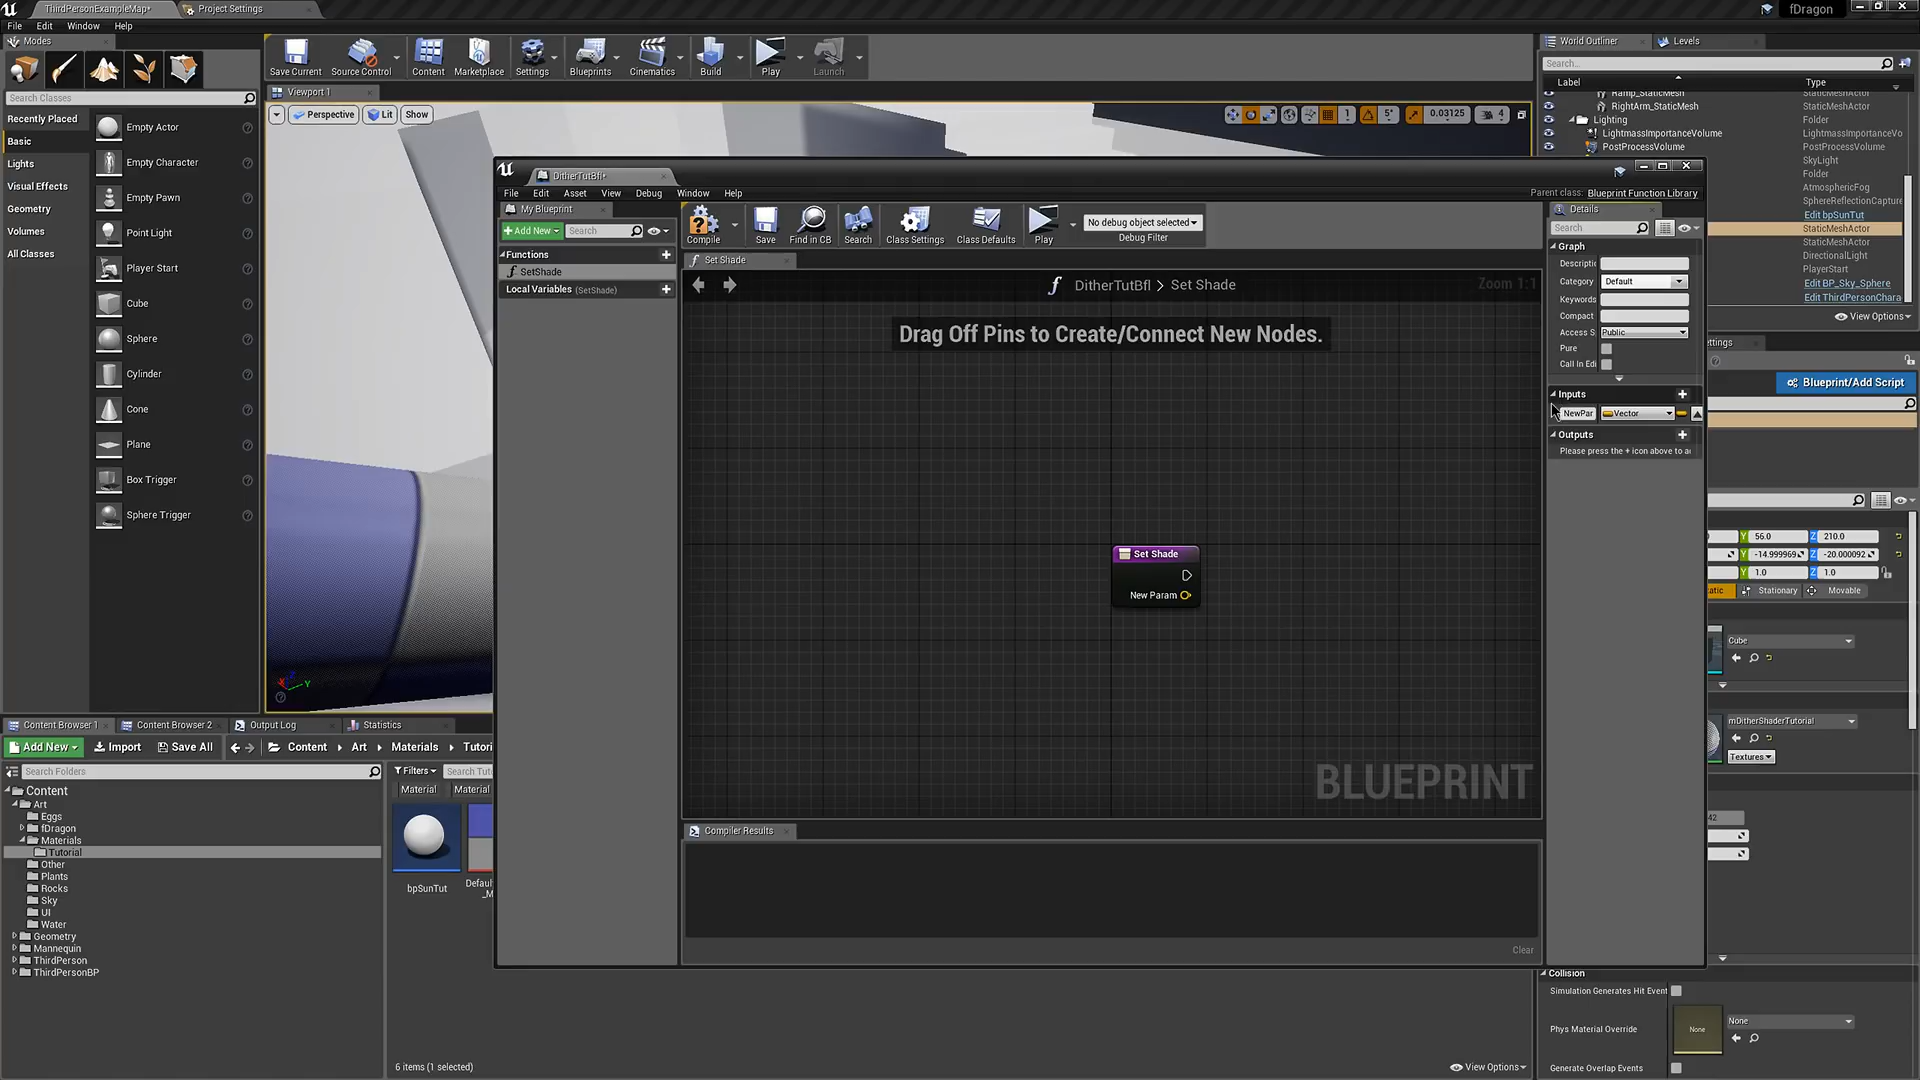 ThirdPersonExampleMap*
Project Settings
fDragon
File Edit Window Help
Modes
Search Classes
Recently Placed
Basic
Lights
Visual Effects
Geometry
Volumes
All Classes
Empty Actor
Empty Character
Empty Pawn
Point Light
Player Start
Cube
Sphere
Cylinder
Cone
Plane
Box Trigger
Sphere Trigger
Save Current
Source Control
Content
Marketplace
Settings
Blueprints
Cinematics
Build
Play
Launch
Viewport 1
Perspective
Lit
Show
1
5°
0.03125
4
X Y Z
World Outliner
Levels
Search...
Label
Type
Ramp_StaticMesh StaticMeshActor
RightArm_StaticMesh StaticMeshActor
Lighting Folder
LightmassImportanceVolume LightmassImportanceVo
PostProcessVolume PostProcessVolume
SkyLight
Folder
AtmosphericFog
SphereReflectionCapture
Edit bpSunTut
StaticMeshActor
StaticMeshActor
DirectionalLight
PlayerStart
Edit BP_Sky_Sphere
Edit ThirdPersonChara
View Options
DitherTutBfl*
File Edit Asset View Debug Window Help
Parent class: Blueprint Function Library
My Blueprint
+Add New
Search
Functions
SetShade
Local Variables (SetShade)
Compile
Save
Find in CB
Search
Class Settings
Class Defaults
Play
No debug object selected
Debug Filter
Set Shade
DitherTutBfl > Set Shade
Zoom 1:1
Drag Off Pins to Create/Connect New Nodes.
Set Shade
New Param
BLUEPRINT
Compiler Results
Clear
Details
Search
Graph
Descripti
Category Default
Keywords
Compact
Access S Public
Pure
Call In Edi
Inputs
NewPar Vector
Outputs
Please press the + icon above to a
ettings
Blueprint/Add Script
Y 56.0 Z 210.0
Y -14.999969 Z -20.000092
Y 1.0 Z 1.0
atic Stationary Movable
Cube
mDitherShaderTutorial
Textures
42
Collision
Simulation Generates Hit Event
Phys Material Override
None
None
Generate Overlap Events
Content Browser 1
Content Browser 2
Output Log
Statistics
Add New
Import
Save All
Content
Art
Materials
Tutori
Search Folders
Filters
Search Tut
Material
Material
Content
Art
Eggs
fDragon
Materials
Tutorial
Other
Plants
Rocks
Sky
UI
Water
Geometry
Mannequin
ThirdPerson
ThirdPersonBP
bpSunTut
Default
_M
6 items (1 selected)
View Options